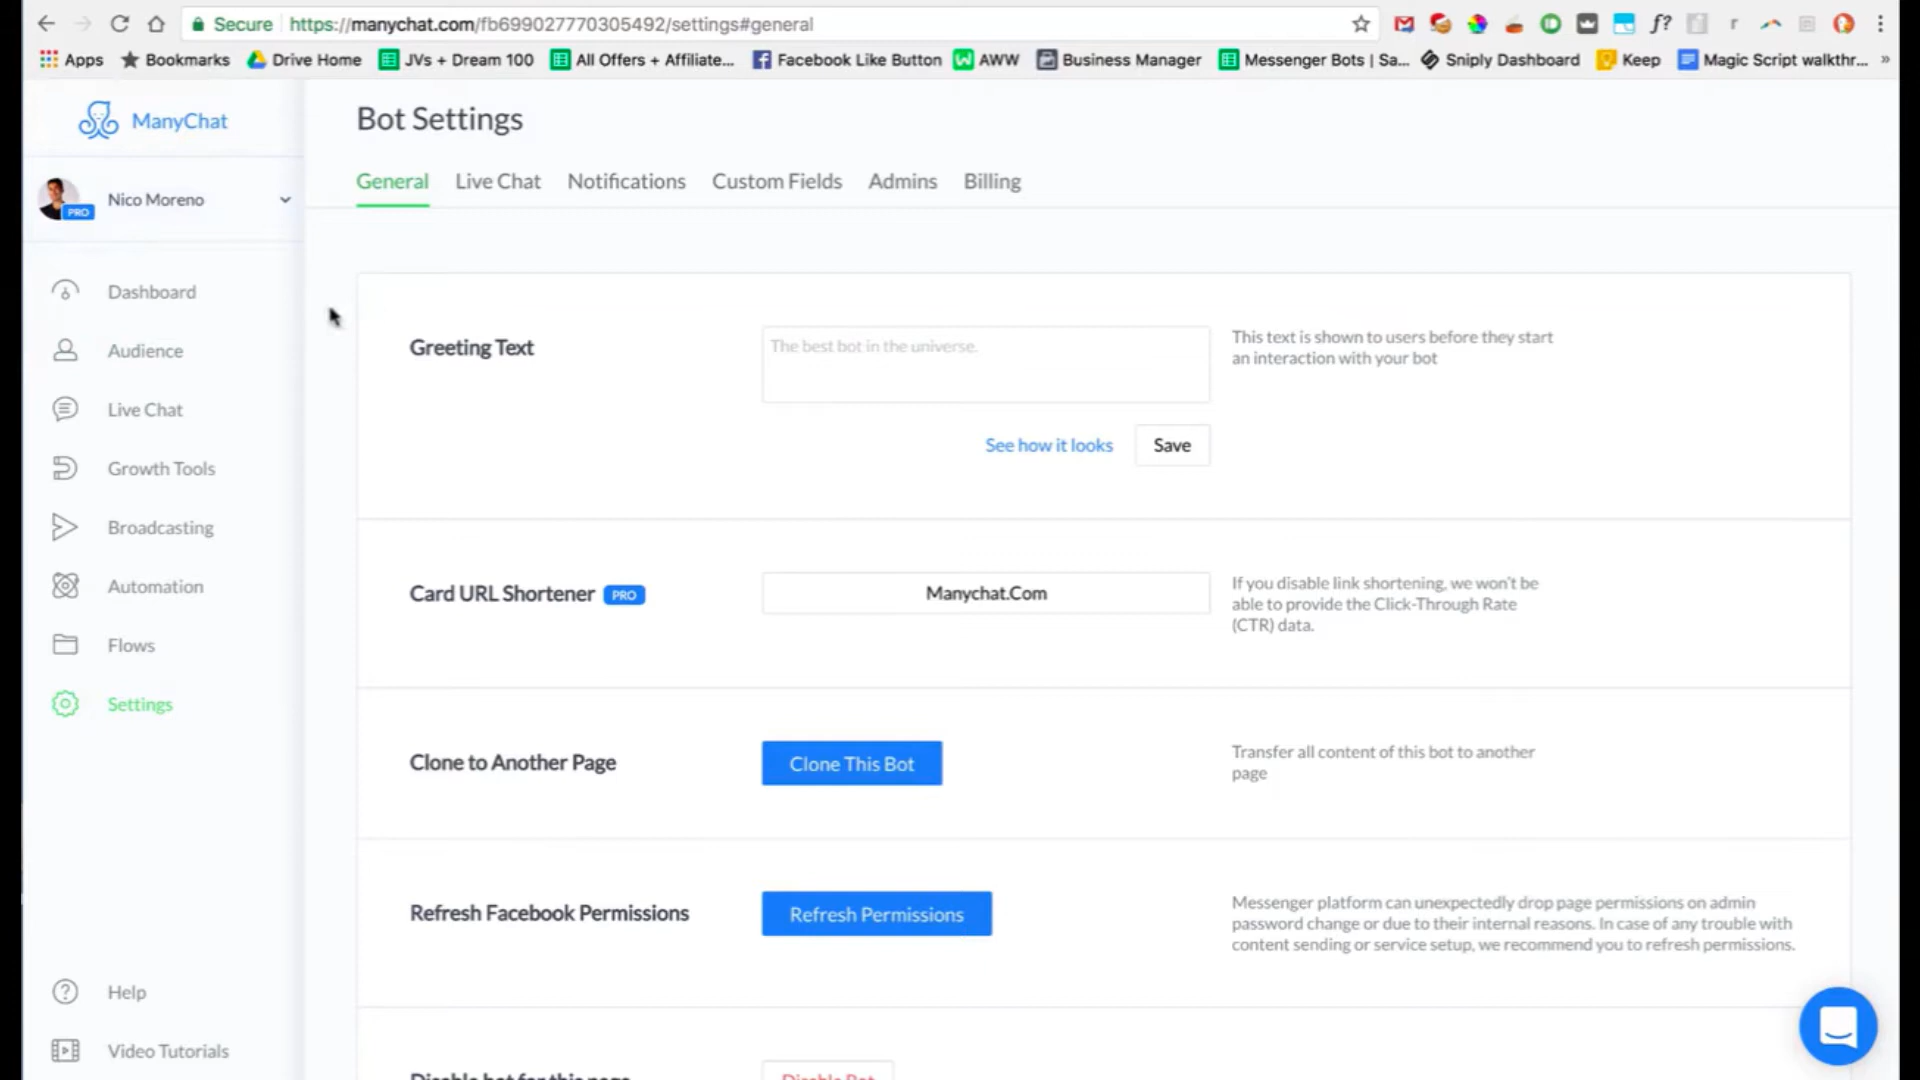 Secure https://manychat.com/fb699027770305492/settings#general
f?
r
Apps Bookmarks Drive Home JVs + Dream 100 All Offers + Affiliate... Facebook Like Button AWW Business Manager Messenger Bots | Sa... Sniply Dashboard Keep Magic Script walkthr... »
ManyChat
PRO
Nico Moreno
Dashboard
Audience
Live Chat
Growth Tools
Broadcasting
Automation
Flows
Settings
Help
Video Tutorials
Bot Settings
General Live Chat Notifications Custom Fields Admins Billing
Greeting Text
The best bot in the universe.
This text is shown to users before they start
an interaction with your bot
See how it looks Save
Card URL Shortener PRO
Manychat.Com
If you disable link shortening, we won't be
able to provide the Click-Through Rate
(CTR) data.
Clone to Another Page
Clone This Bot
Transfer all content of this bot to another
page
Refresh Facebook Permissions
Refresh Permissions
Messenger platform can unexpectedly drop page permissions on admin
password change or due to their internal reasons. In case of any trouble with
content sending or service setup, we recommend you to refresh permissions.
Disable bot for this page
Disable Bot